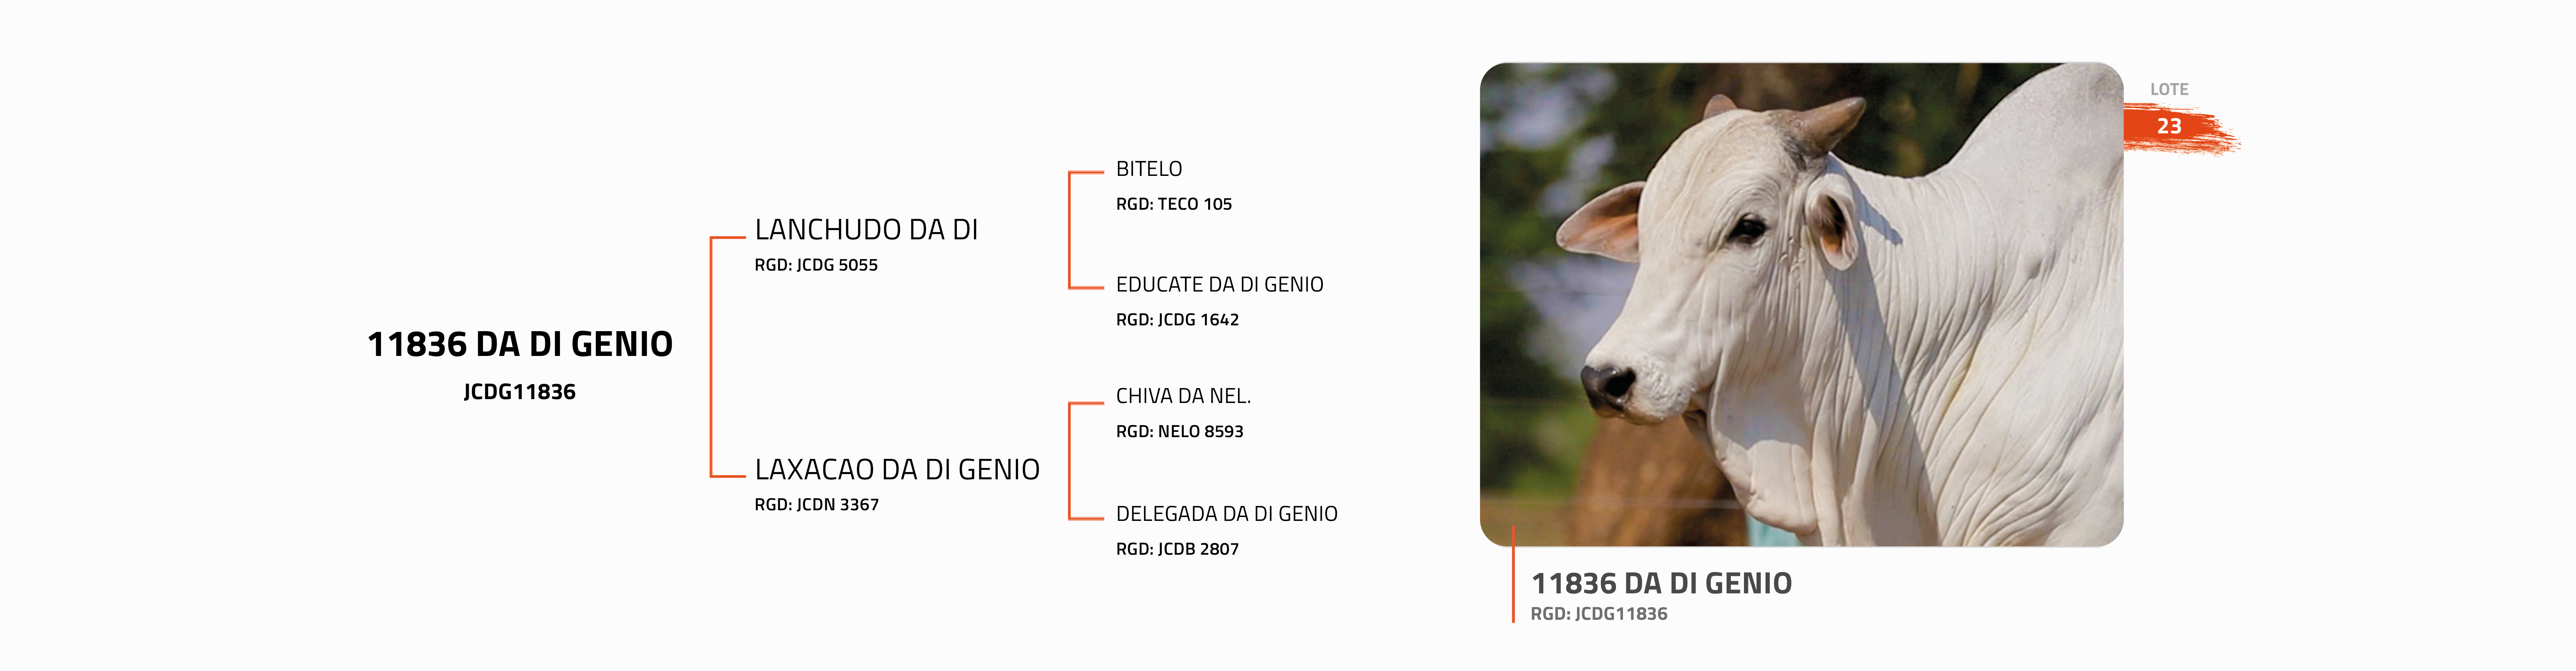 11836 DA DI GENIO
JCDG11836
LANCHUDO DA DI
RGD: JCDG 5055
LAXACAO DA DI GENIO
RGD: JCDN 3367
BITELO
RGD: TECO 105
EDUCATE DA DI GENIO
RGD: JCDG 1642
CHIVA DA NEL.
RGD: NELO 8593
DELEGADA DA DI GENIO
RGD: JCDB 2807
LOTE
23
11836 DA DI GENIO
RGD: JCDG11836